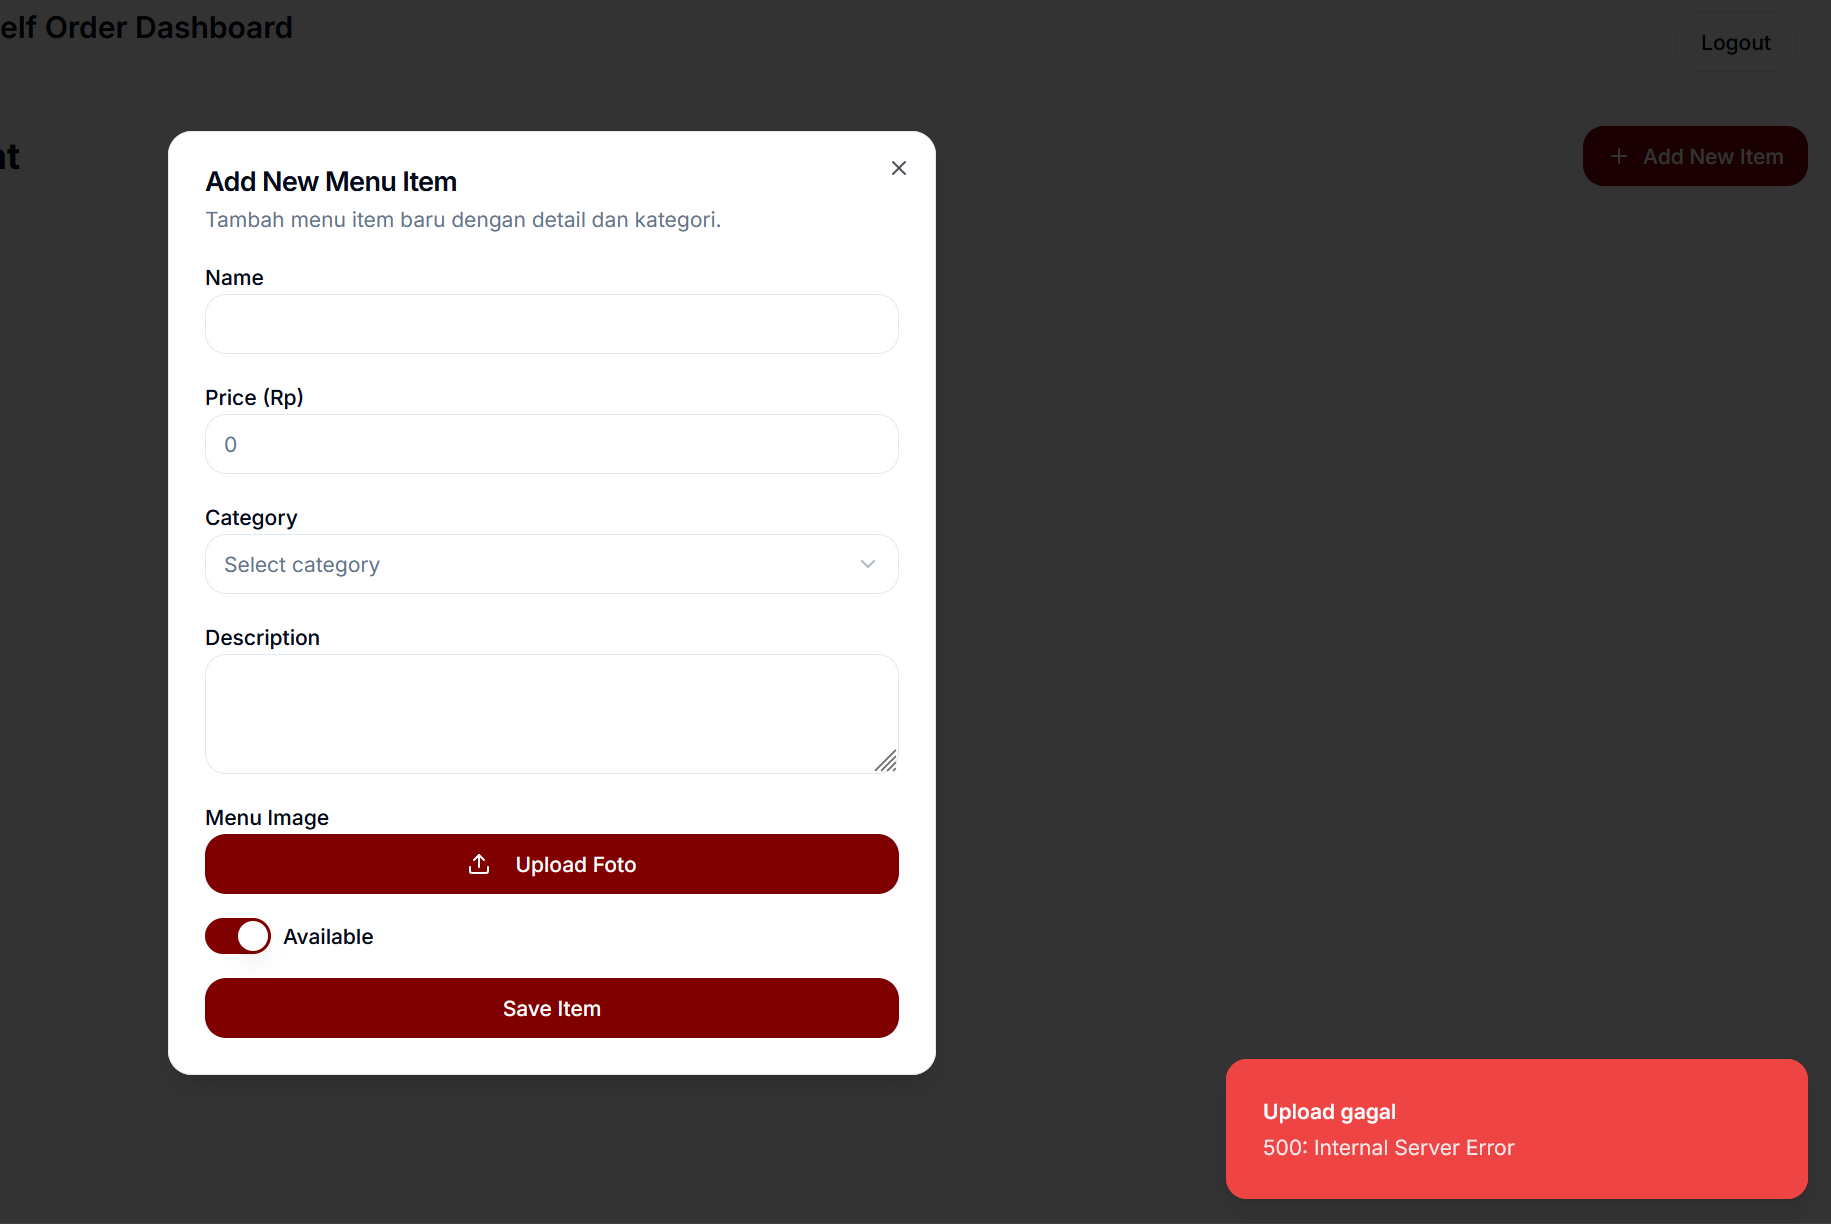 elf Order Dashboard
Logout
nt
Add New Item
Add New Menu Item
Tambah menu item baru dengan detail dan kategori.
Name
Price (Rp)
0
Category
Select category
Description
Menu Image
Upload Foto
Available
Save Item
Upload gagal
500: Internal Server Error